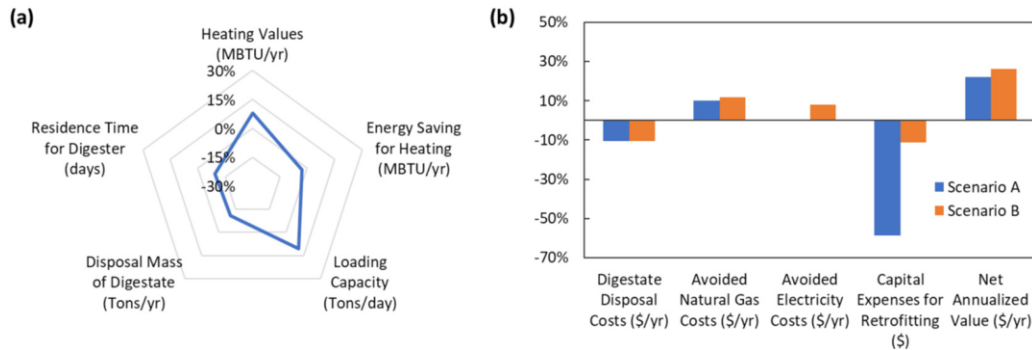 (a)
Heating Values
(MBTU/yr)
30%
15%
0%
-15%
-30%
Energy Saving
for Heating
(MBTU/yr)
Loading
Capacity
(Tons/day)
Disposal Mass
of Digestate
(Tons/yr)
Residence Time
for Digester
(days)
(b)
50%
30%
10%
-10%
-30%
-50%
-70%
Scenario A
Scenario B
Digestate
Disposal
Costs ($/yr)
Avoided
Natural Gas
Costs ($/yr)
Avoided
Electricity
Costs ($/yr)
Capital
Expenses for
Retrofitting
($)
Net
Annualized
Value ($/yr)